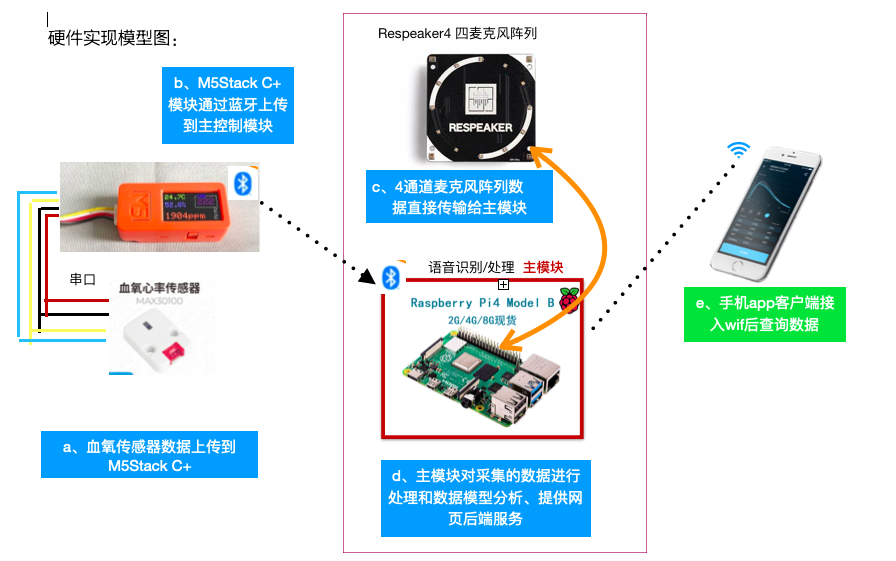 硬件实现模型图：
Respeaker4 四麦克风阵列
RESPEAKER
b、M5Stack C+
模块通过蓝牙上传
到主控制模块
M5
24.7C
52.0%
1904ppm
c、4通道麦克风阵列数
据直接传输给主模块
串口
血氧心率传感器
MAX30100
语音识别/处理 主模块
Raspberry Pi4 Model B
2G/4G/8G现货
e、手机app客户端接
入wif后查询数据
a、血氧传感器数据上传到
M5Stack C+
d、主模块对采集的数据进行
处理和数据模型分析、提供网
页后端服务